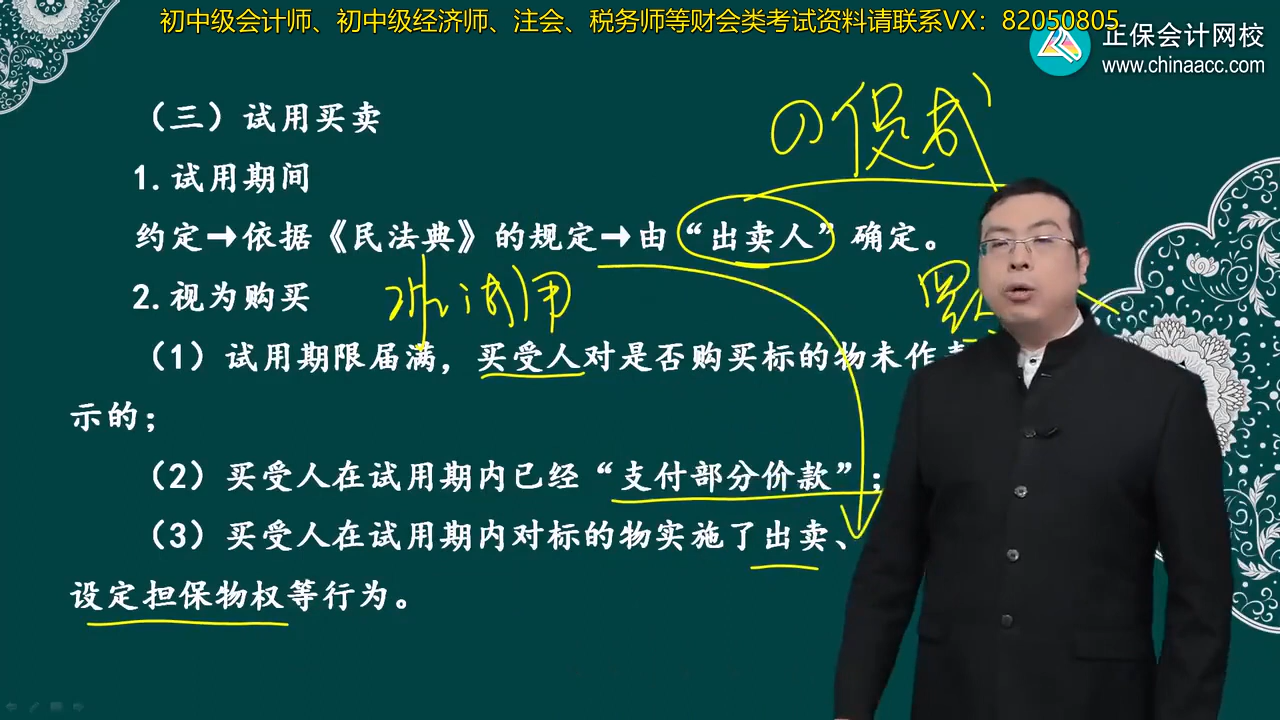 初中级会计师、初中级经济师、注会、税务师等财会类考试资料请联系VX：82050805
正保会计网校
www.chinaacc.com
（三）试用买卖
促成
1.试用期间
约定→依据《民法典》的规定→由“出卖人”确定。
2.视为购买
试用
（1）试用期限届满，买受人对是否购买标的物未作表
示的；
（2）买受人在试用期内已经“支付部分价款”；
（3）买受人在试用期内对标的物实施了出卖、
设定担保物权等行为。